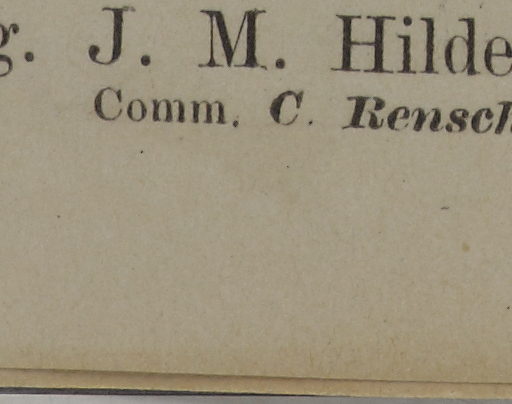 g. J. M. Hilde
Comm. C. Rensch